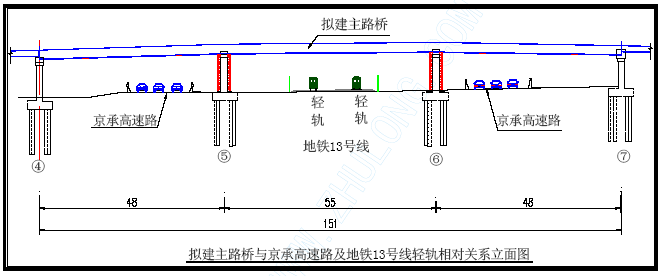 拟建主路桥
京承高速路
轻轨
轻轨
京承高速路
地铁13号线
④
⑤
⑥
⑦
48
55
48
151
拟建主路桥与京承高速路及地铁13号线轻轨相对关系立面图